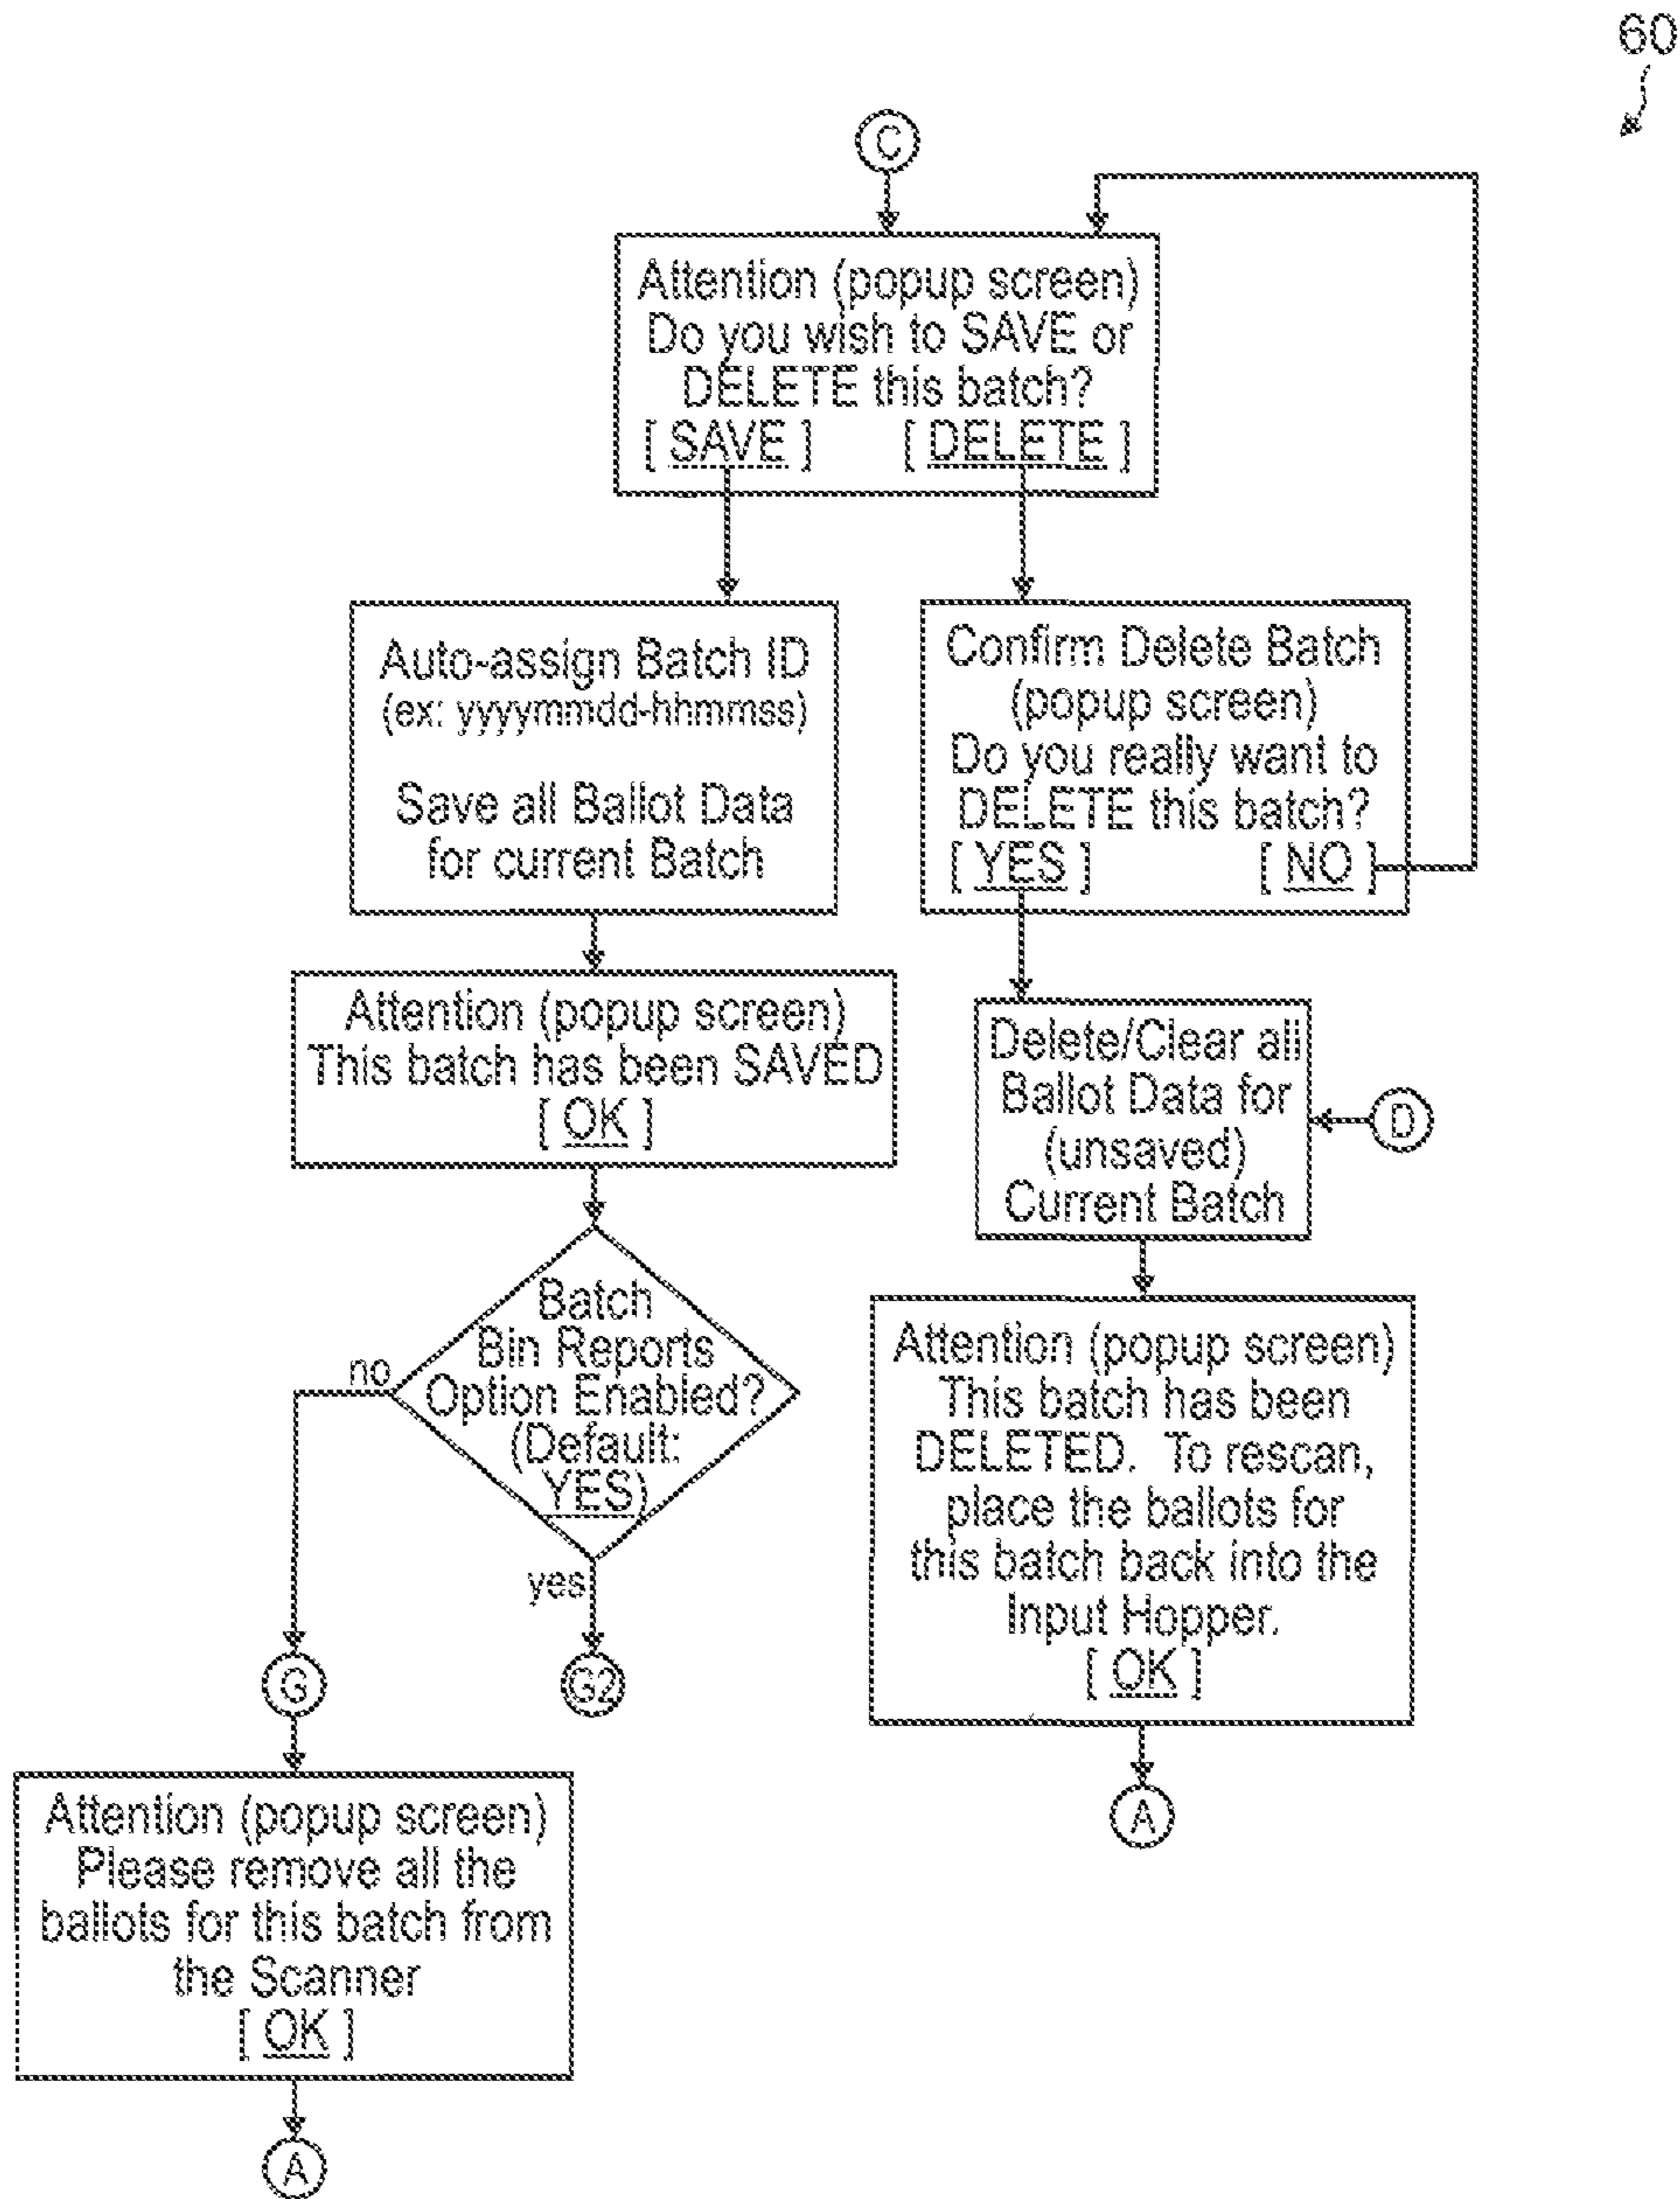 60
C
Attention (popup screen)
Do you wish to SAVE or
DELETE this batch?
[ SAVE ] [ DELETE ]
Auto-assign Batch ID
(ex: yyyymmdd-hhmmss)
Save all Ballot Data
for current Batch
Confirm Delete Batch
(popup screen)
Do you really want to
DELETE this batch?
[ YES ] [ NO ]
Attention (popup screen)
This batch has been SAVED
[ OK ]
Delete/Clear all
Ballot Data for
(unsaved)
Current Batch
D
Batch
Bin Reports
Option Enabled?
(Default:
YES)
no
yes
Attention (popup screen)
This batch has been
DELETED. To rescan,
place the ballots for
this batch back into the
Input Hopper.
[ OK ]
G
G2
A
Attention (popup screen)
Please remove all the
ballots for this batch from
the Scanner
[ OK ]
A